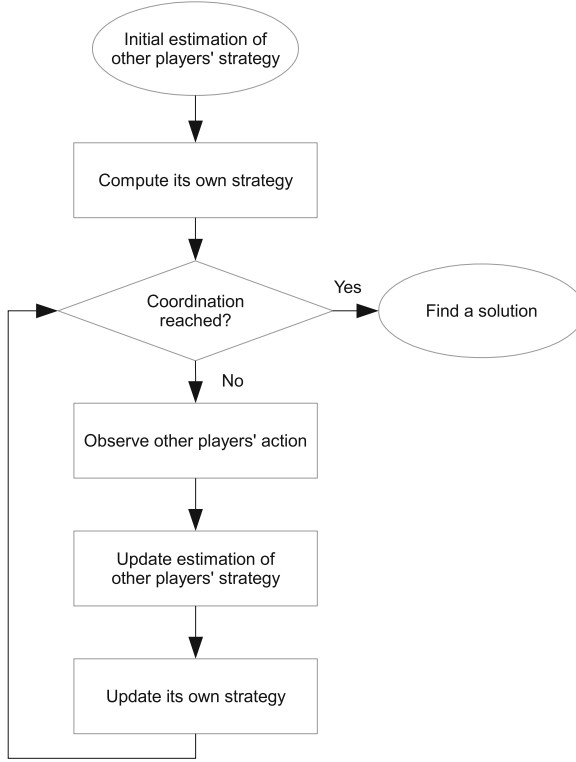 Initial estimation of
other players' strategy
Compute its own strategy
Coordination
reached?
Yes
Find a solution
No
Observe other players' action
Update estimation of
other players' strategy
Update its own strategy